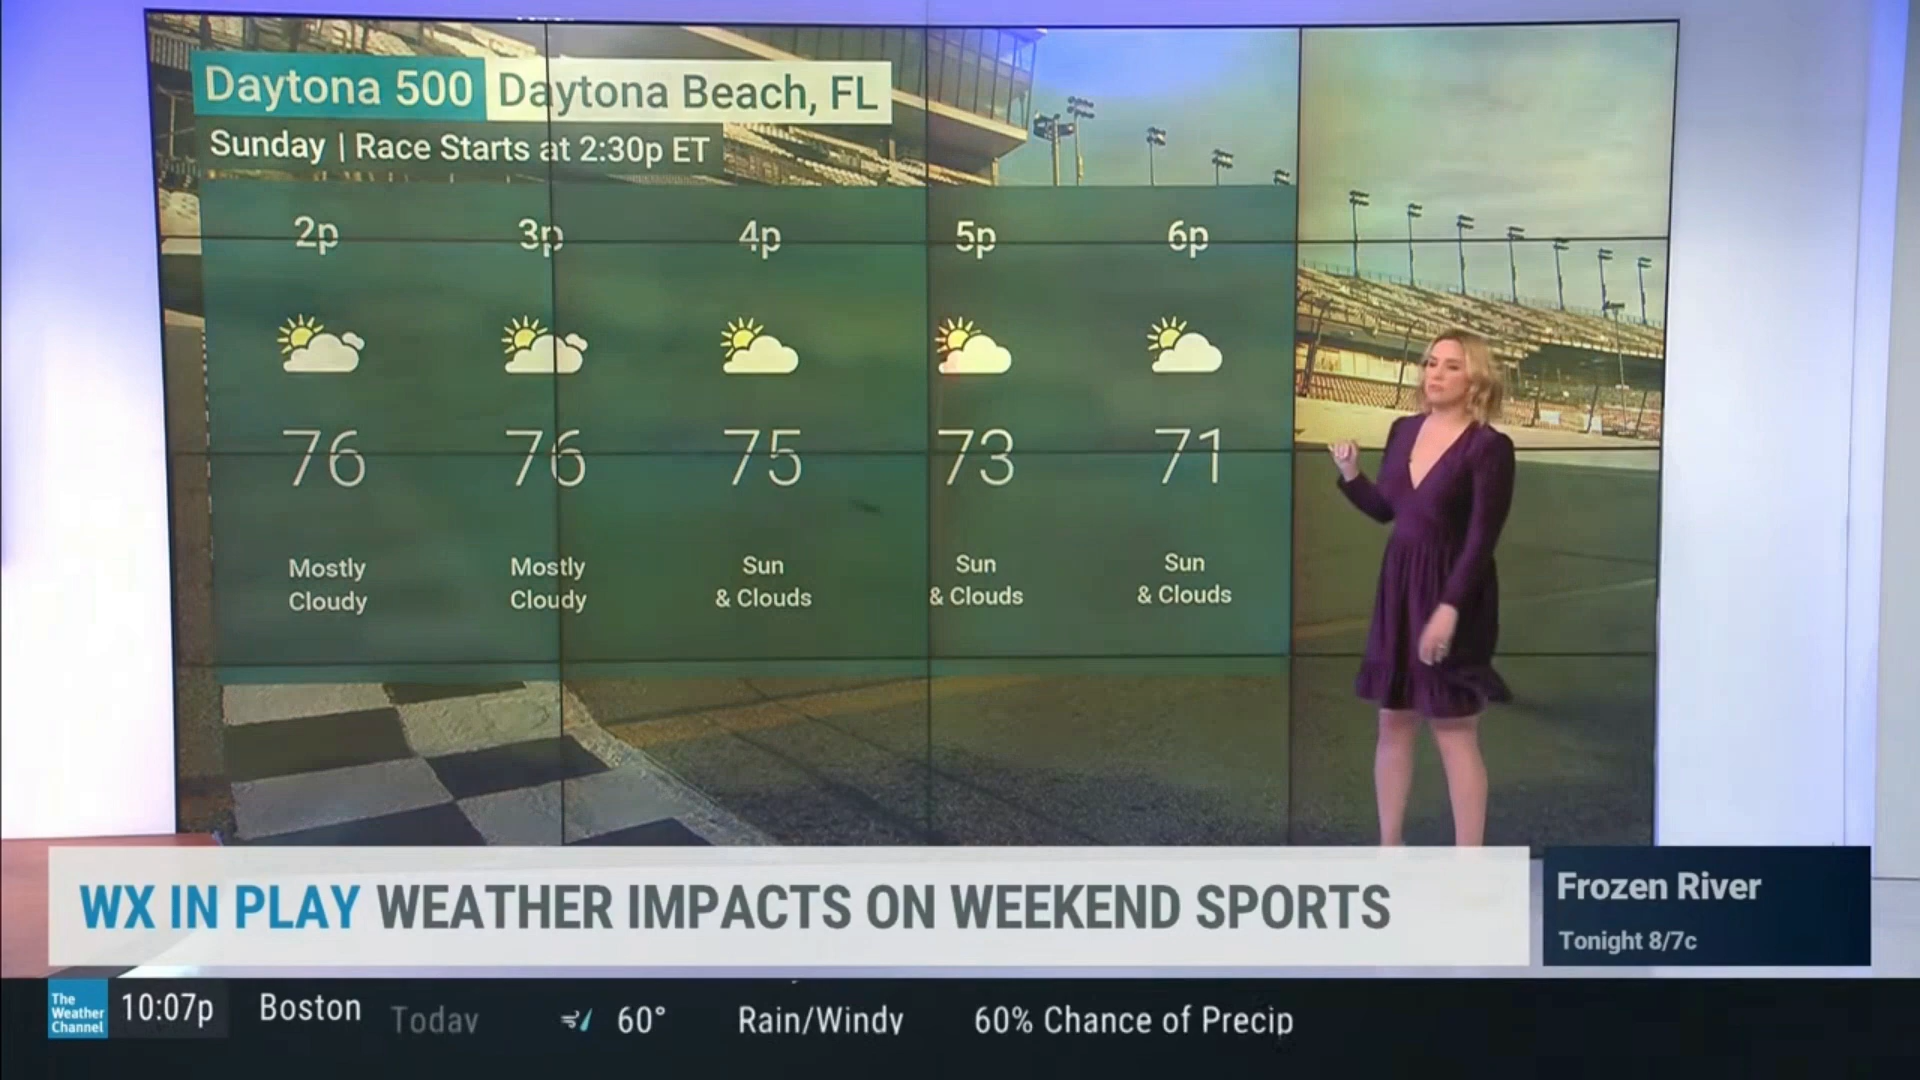 Daytona 500 Daytona Beach, FL
Sunday | Race Starts at 2:30p ET
2p 3p 4p 5p 6p
76 76 75 73 71
Mostly Cloudy
Mostly Cloudy
Sun & Clouds
Sun & Clouds
Sun & Clouds
WX IN PLAY WEATHER IMPACTS ON WEEKEND SPORTS
Frozen River
Tonight 8/7c
The Weather Channel
10:07p Boston Today 60° Rain/Windy 60% Chance of Precip